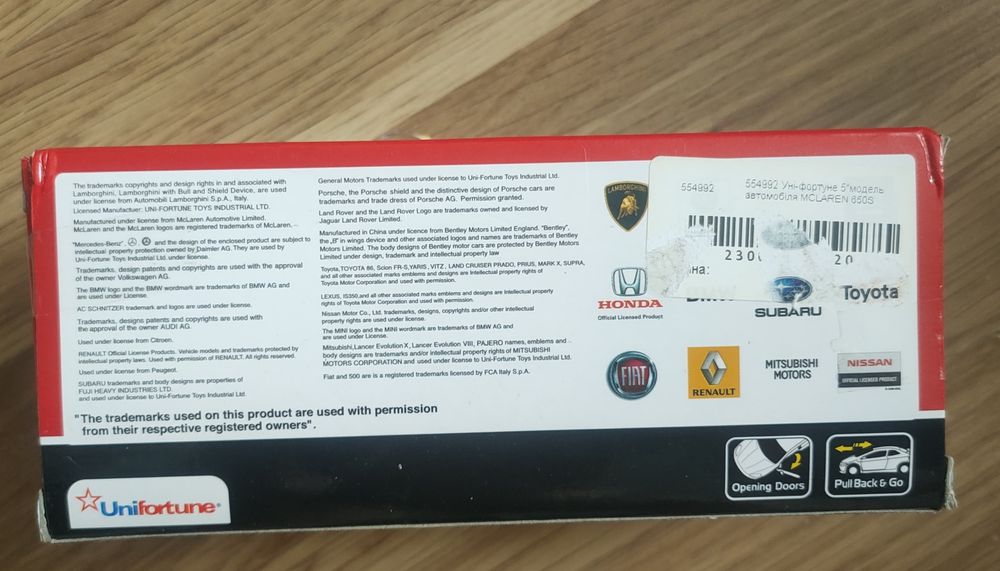 The trademarks copyrights and design rights in and associated with
Lamborghini, Lamborghini with Bull and Shield Device, are used
under license from Automobili Lamborghini S.p.A., Italy.
Licensed Manufactuer: UNI-FORTUNE TOYS INDUSTRIAL LTD.
Manufactured under license from McLaren Automotive Limited.
McLaren and the McLaren logos are registered trademarks of McLaren.
"Mercedes-Benz", and the design of the enclosed product are subject to
intellectual property protection owned by Daimler AG. They are used by
Uni-Fortune Toys Industrial Ltd. under license.
Trademarks, design patents and copyrights are used with the approval
of the owner Volkswagen AG.
The BMW logo and the BMW wordmark are trademarks of BMW AG and
are used under License.
AC SCHNITZER trademark and logos are used under license.
Trademarks, designs patents and copyrights are used with
the approval of the owner AUDI AG.
Used under license from Citroen.
RENAULT Official License Products. Vehicle models and trademarks protected by
intellectual property laws. Used with permission of RENAULT. All rights reserved.
Used under license from Peugeot.
SUBARU trademarks and body designs are properties of
FUJI HEAVY INDUSTRIES LTD.
and used under license to Uni-Fortune Toys Industrial Ltd.
General Motors Trademarks used under license to Uni-Fortune Toys Industrial Ltd.
Porsche, the Porsche shield and the distinctive design of Porsche cars are
trademarks and trade dress of Porsche AG. Permission granted.
Land Rover and the Land Rover Logo are trademarks owned and licensed by
Jaguar Land Rover Limited.
Manufactured in China under licence from Bentley Motors Limited England. "Bentley",
the „B" in wings device and other associated logos and names are trademarks of Bentley
Motors Limited. The body designs of Bentley motor cars are protected by Bentley Motors
Limited under design, trademark and intellectual property law
Toyota,TOYOTA 86, Scion FR-S,YARIS , VITZ , LAND CRUISER PRADO, PRIUS, MARK X, SUPRA,
and all other associated marks emblems and designs are intellectual property rights of
Toyota Motor Corporation and used with permission.
LEXUS, IS350,and all other associated marks emblems and designs are Intellectual property
rights of Toyota Motor Corporation and used with permission.
Nissan Motor Co., Ltd. trademarks, designs, copyrights and/or other intellectual
property rights are used under license.
The MINI logo and the MINI wordmark are trademarks of BMW AG and
are used under License.
Mitsubishi,Lancer Evolution X, Lancer Evolution VIII, PAJERO names, emblems and
body designs are trademarks and/or intellectual property rights of MITSUBISHI
MOTORS CORPORATION and used under license to Uni-Fortune Toys Industrial Ltd.
Fiat and 500 are is a registered trademarks licensed by FCA Italy S.p.A.
"The trademarks used on this product are used with permission
from their respective registered owners".
LAMBORGHINI
554992
554992 Уні-фортуне 5"модель
автомобіля MCLAREN 650S
230
20
на:
HONDA
Official Licensed Product
SUBARU
Toyota
FIAT
RENAULT
MITSUBISHI
MOTORS
NISSAN
OFFICIAL LICENSED PRODUCT
Unifortune®
Opening Doors
Pull Back & Go